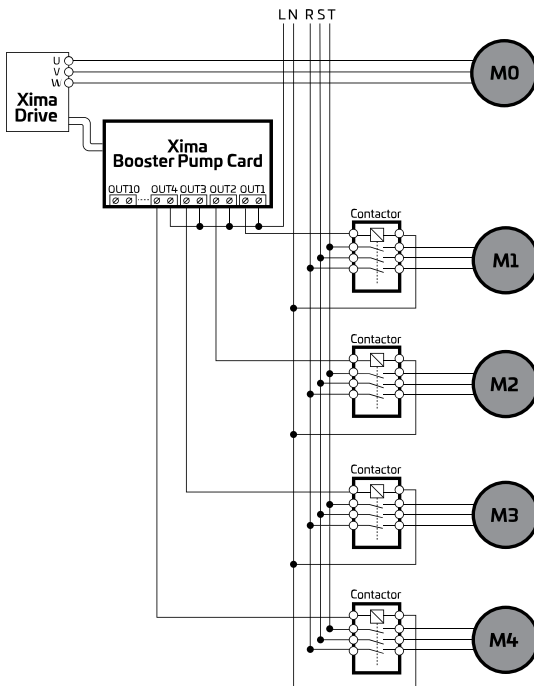 L N R S T
U
V
W
M0
Xima
Drive
Xima
Booster Pump Card
OUT10 OUT4 OUT3 OUT2 OUT1
Contactor
M1
Contactor
M2
Contactor
M3
Contactor
M4